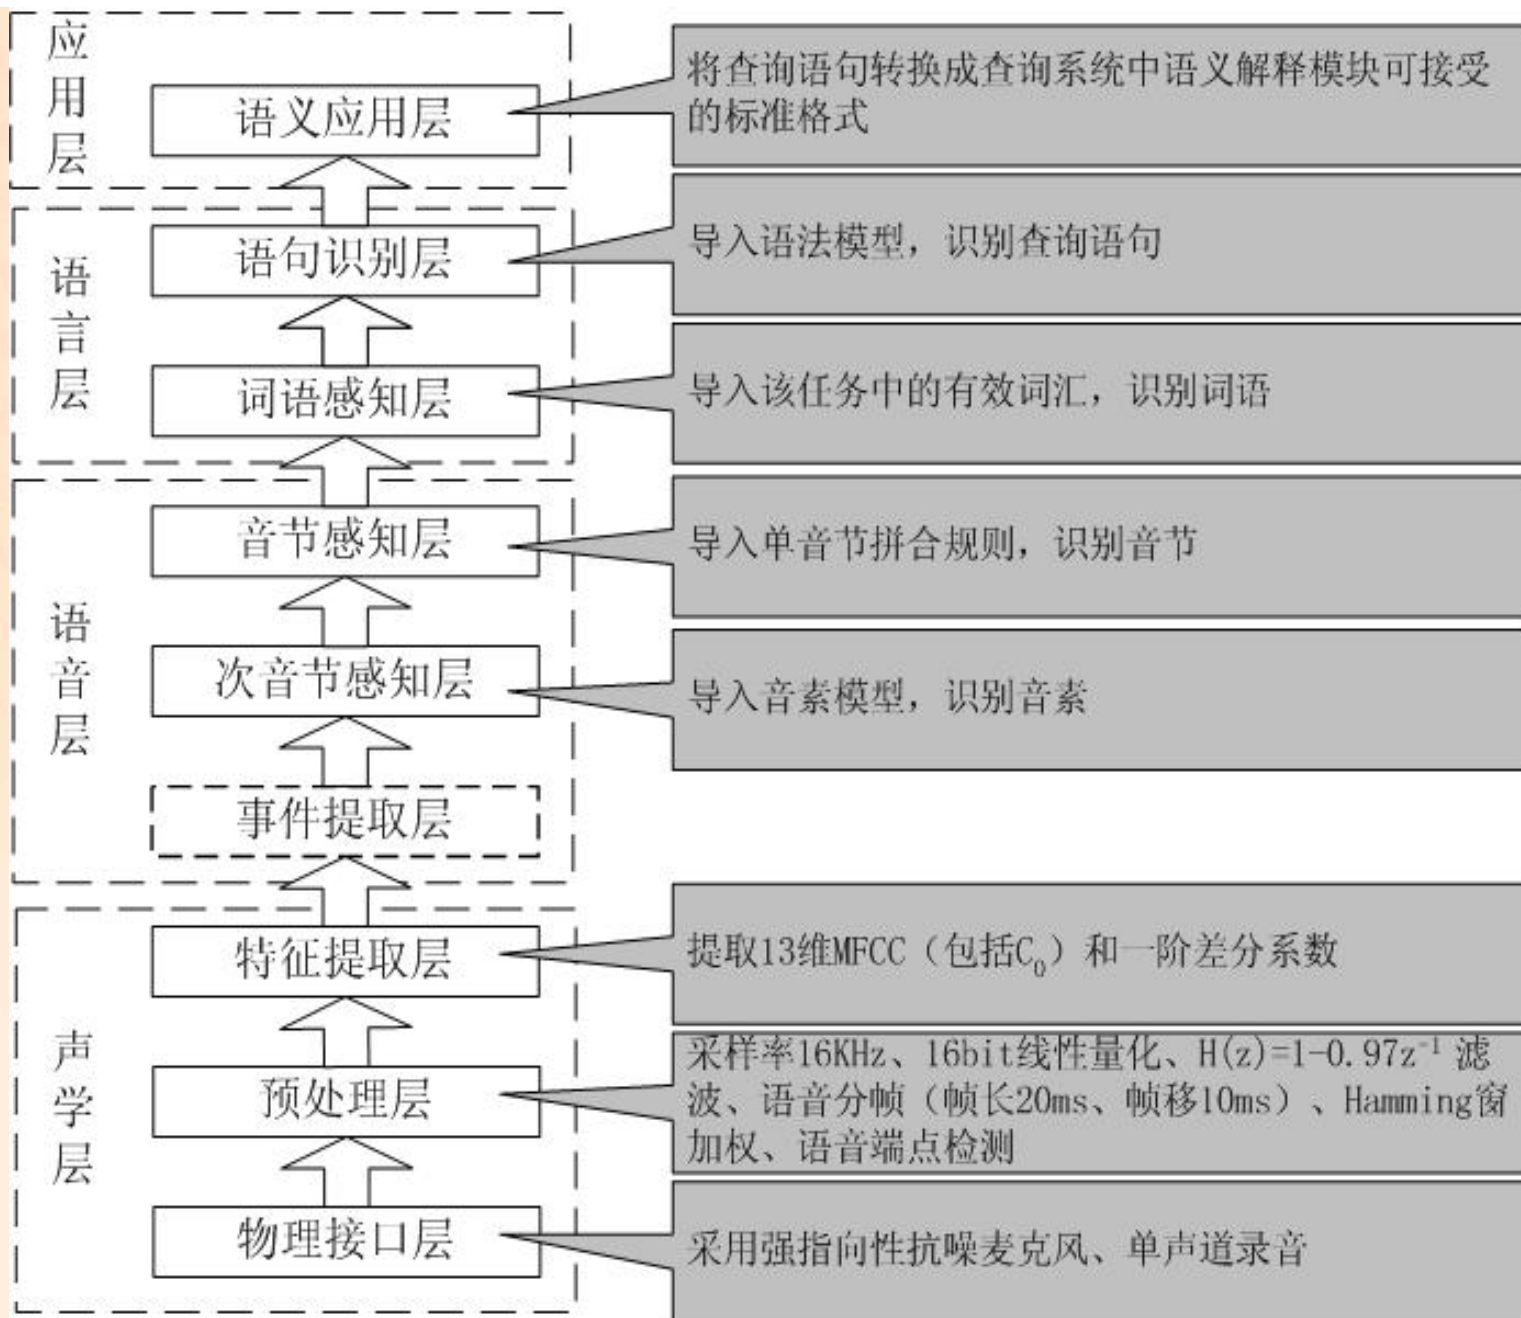 应用层
语义应用层
将查询语句转换成查询系统中语义解释模块可接受
的标准格式
语言层
语句识别层
导入语法模型，识别查询语句
词语感知层
导入该任务中的有效词汇，识别词语
语音层
音节感知层
导入单音节拼合规则，识别音节
次音节感知层
导入音素模型，识别音素
事件提取层
声学层
特征提取层
提取13维MFCC（包括C₀）和一阶差分系数
预处理层
采样率16KHz、16bit线性量化、H(z)=1-0.97z⁻¹ 滤
波、语音分帧（帧长20ms、帧移10ms）、Hamming窗
加权、语音端点检测
物理接口层
采用强指向性抗噪麦克风、单声道录音